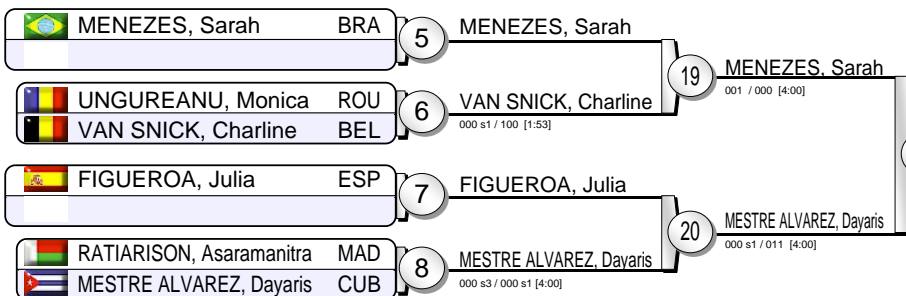 MENEZES, Sarah BRA
5
MENEZES, Sarah
UNGUREANU, Monica ROU
VAN SNICK, Charline BEL
6
VAN SNICK, Charline
000 s1 / 100 [1:53]
19
MENEZES, Sarah
001 / 000 [4:00]
FIGUEROA, Julia ESP
7
FIGUEROA, Julia
RATIARISON, Asaramanitra MAD
MESTRE ALVAREZ, Dayaris CUB
8
MESTRE ALVAREZ, Dayaris
000 s3 / 000 s1 [4:00]
20
MESTRE ALVAREZ, Dayaris
000 s1 / 011 [4:00]